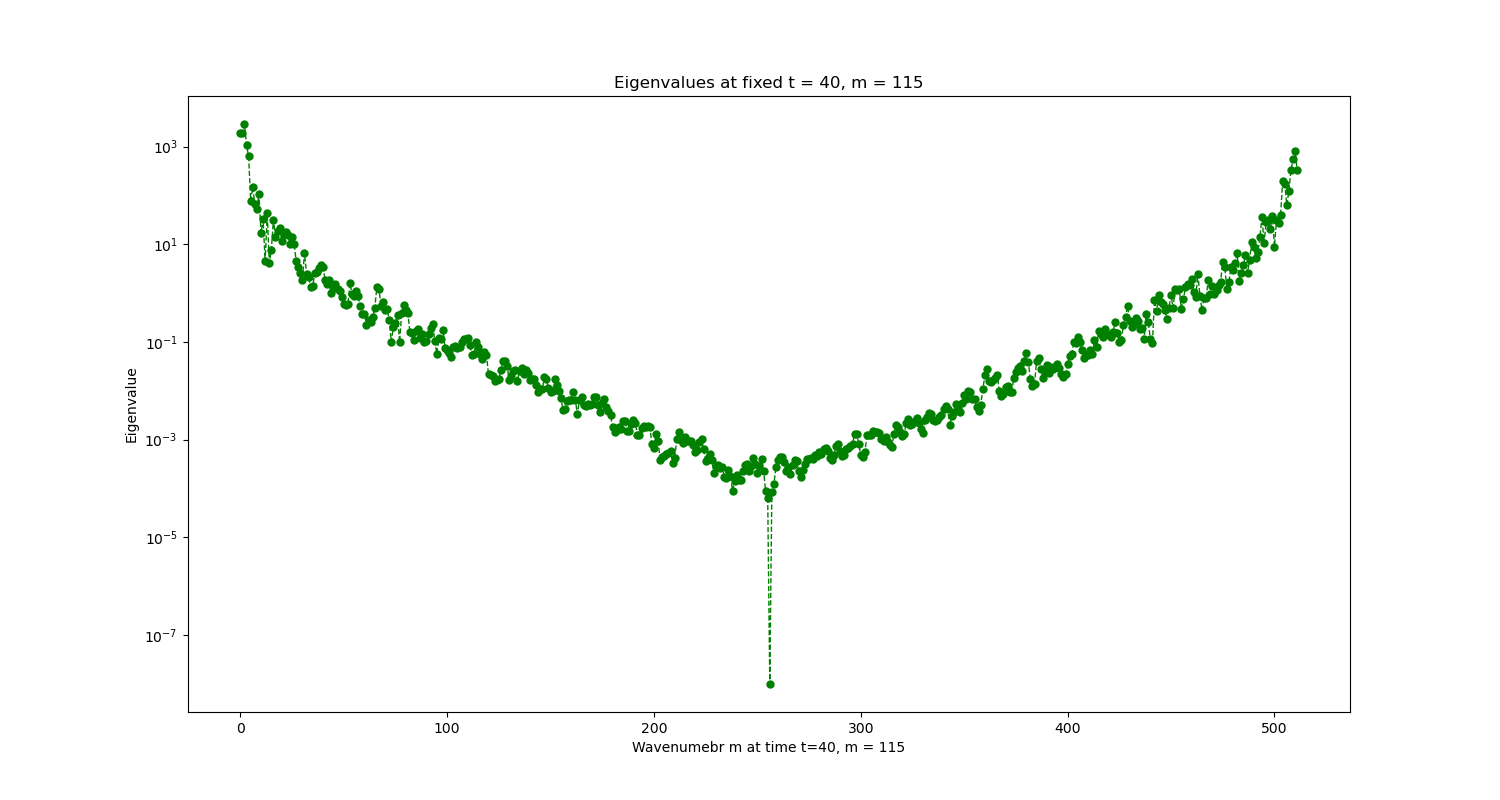 Eigenvalues at fixed t = 40, m = 115
Eigenvalue
10³
10¹
10⁻¹
10⁻³
10⁻⁵
10⁻⁷
0 100 200 300 400 500
Wavenumebr m at time t=40, m = 115